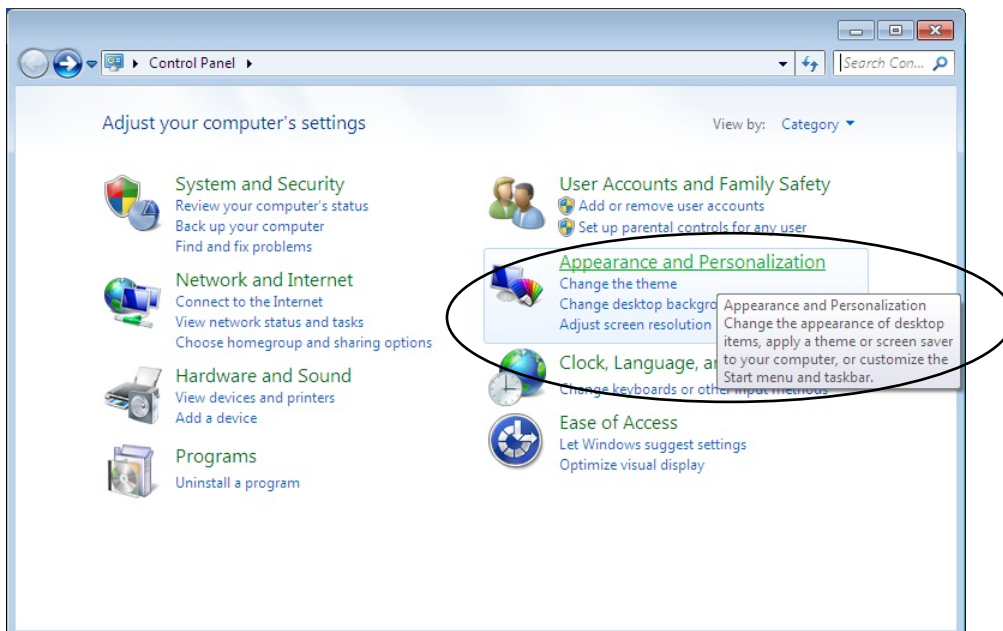 Control Panel
Search Con...
Adjust your computer's settings
View by: Category
System and Security
Review your computer's status
Back up your computer
Find and fix problems
Network and Internet
Connect to the Internet
View network status and tasks
Choose homegroup and sharing options
Hardware and Sound
View devices and printers
Add a device
Programs
Uninstall a program
User Accounts and Family Safety
Add or remove user accounts
Set up parental controls for any user
Appearance and Personalization
Change the theme
Change desktop
Adjust screen resolution
Appearance and Personalization
Change the appearance of desktop
items, apply a theme or screen saver
to your computer, or customize the
Start menu and taskbar.
Clock, Language,
Change keyboards or other input methods
Ease of Access
Let Windows suggest settings
Optimize visual display